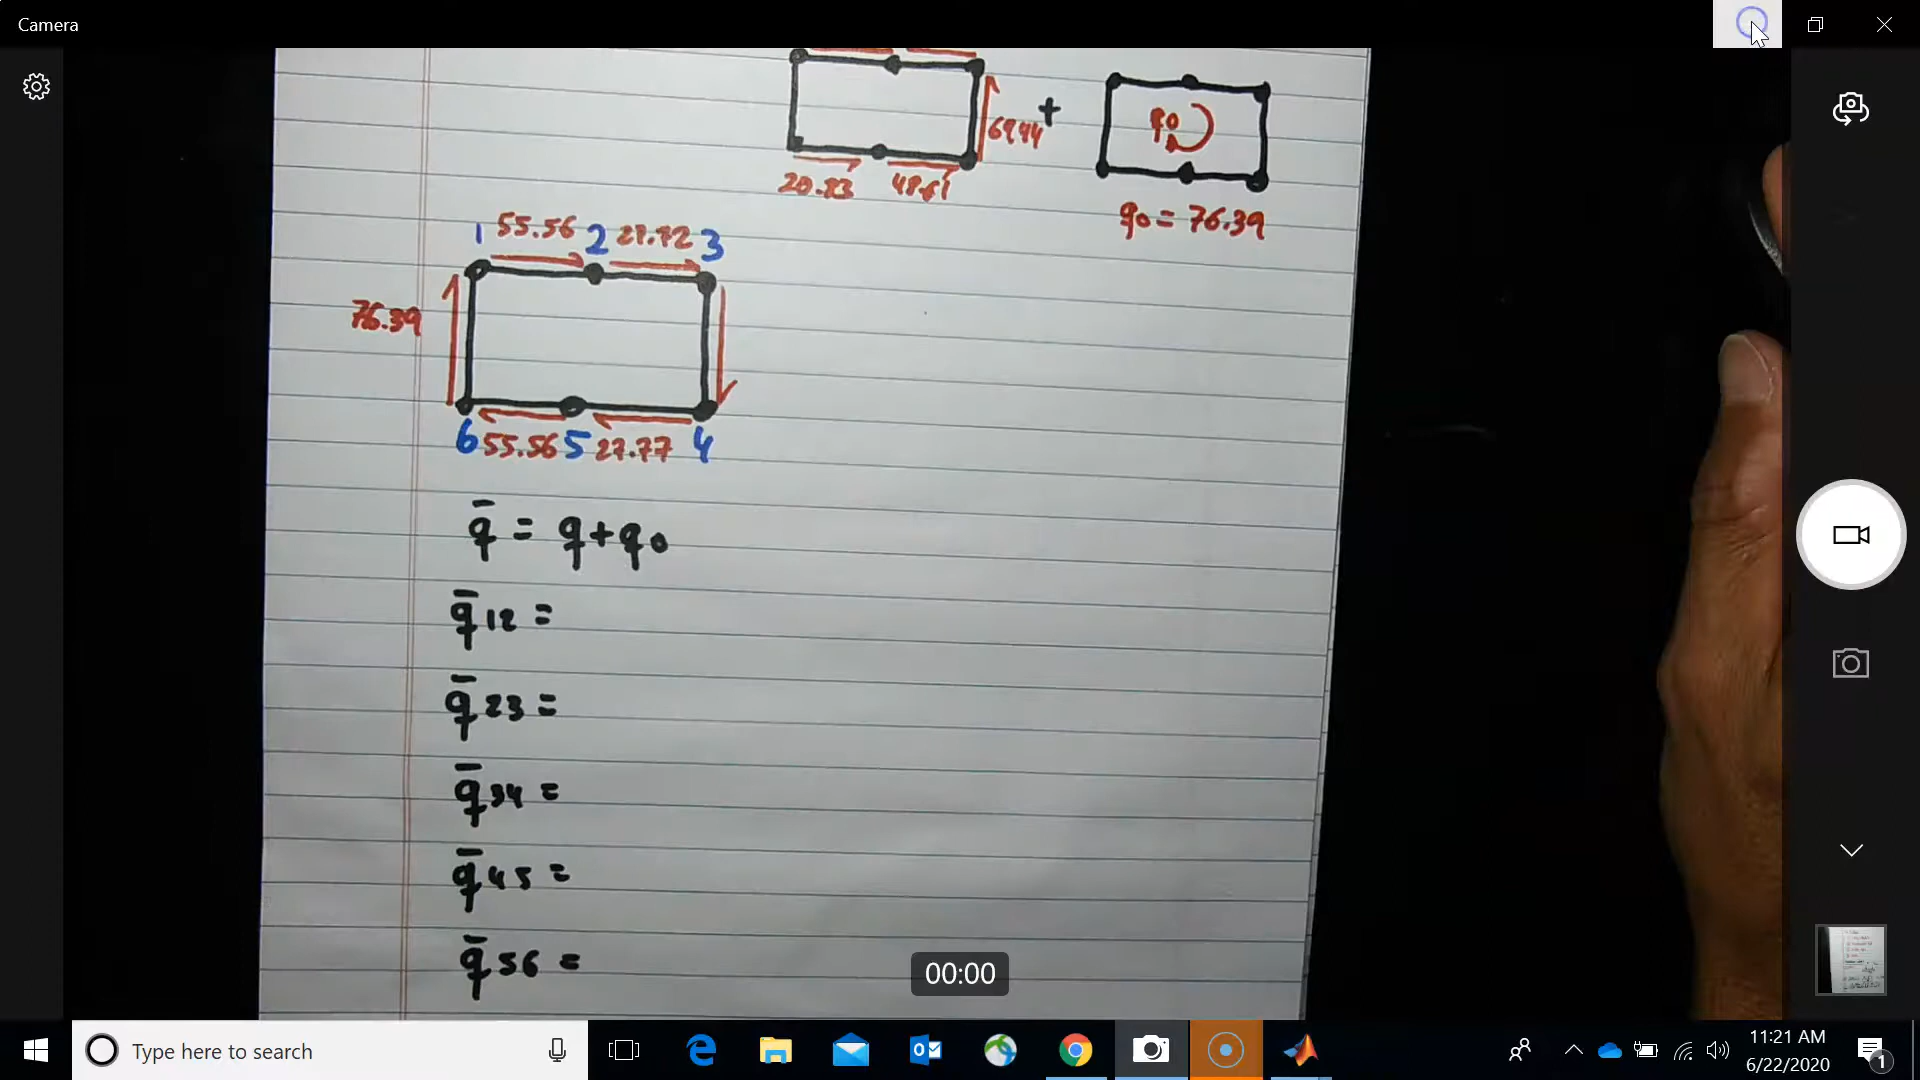 Camera
69.44 +
20.83 48.61
q0
q0 = 76.39
1 55.56 2 27.72 3
76.39
6 55.56 5 27.77 4
q̄ = q+q0
q̄12 =
q̄23 =
q̄34 =
q̄45 =
q̄56 =
00:00
Type here to search
11:21 AM
6/22/2020
1